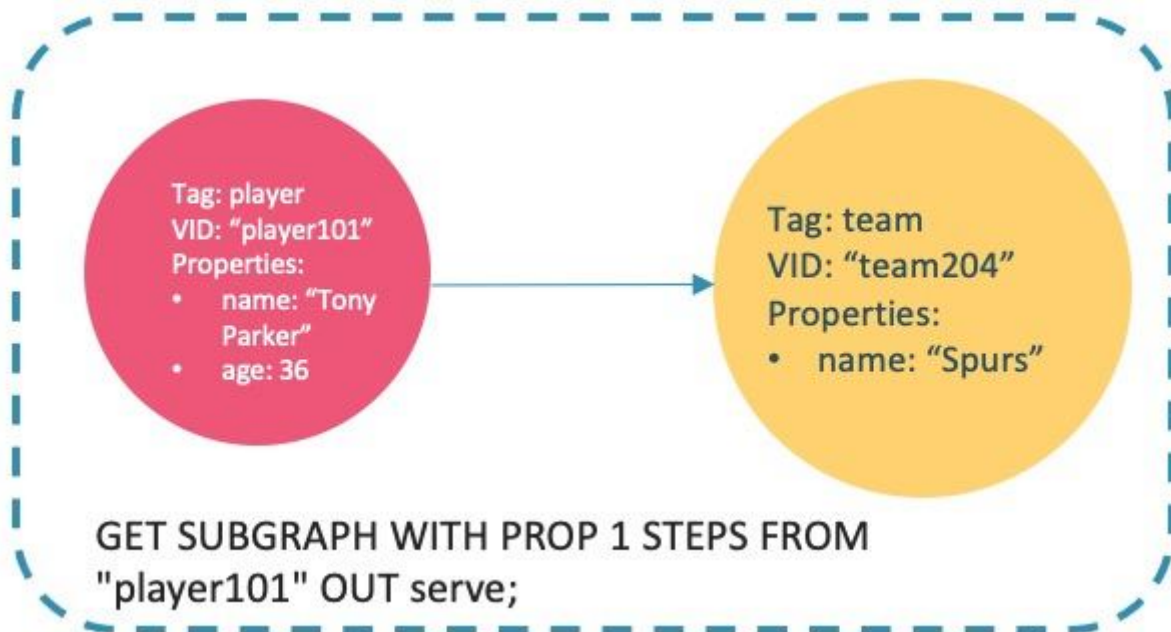 Tag: player
VID: “player101”
Properties:
• name: “Tony
Parker”
• age: 36
Tag: team
VID: “team204”
Properties:
• name: “Spurs”
GET SUBGRAPH WITH PROP 1 STEPS FROM
"player101" OUT serve;